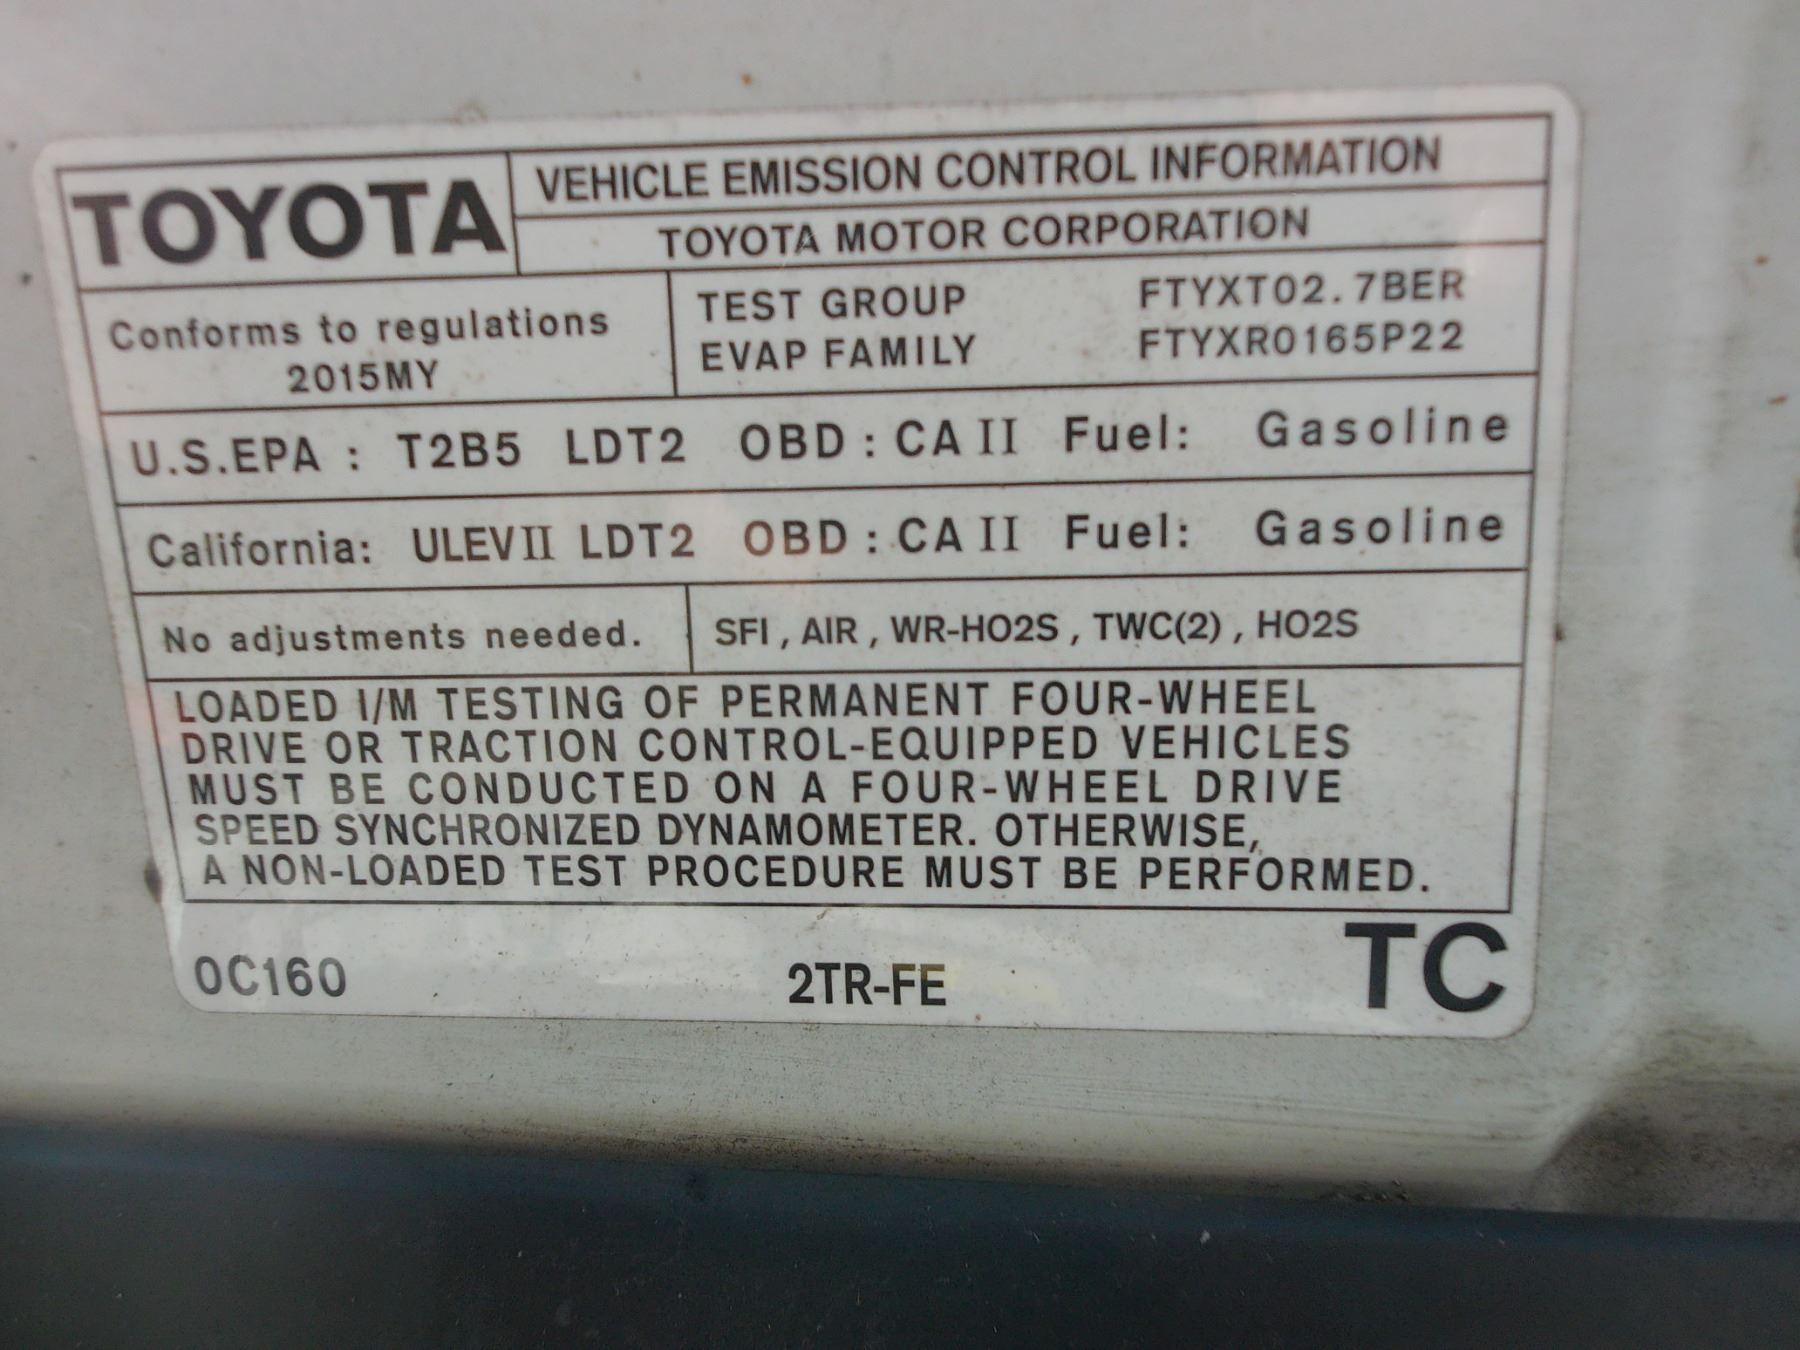 TOYOTA
VEHICLE EMISSION CONTROL INFORMATION
TOYOTA MOTOR CORPORATION
Conforms to regulations
2015MY
TEST GROUP FTYXT02.7BER
EVAP FAMILY FTYXR0165P22
U.S.EPA : T2B5 LDT2 OBD : CA II Fuel: Gasoline
California: ULEV II LDT2 OBD : CA II Fuel: Gasoline
No adjustments needed.
SFI , AIR , WR-HO2S , TWC(2) , HO2S
LOADED I/M TESTING OF PERMANENT FOUR-WHEEL
DRIVE OR TRACTION CONTROL-EQUIPPED VEHICLES
MUST BE CONDUCTED ON A FOUR-WHEEL DRIVE
SPEED SYNCHRONIZED DYNAMOMETER. OTHERWISE,
A NON-LOADED TEST PROCEDURE MUST BE PERFORMED.
0C160 2TR-FE TC